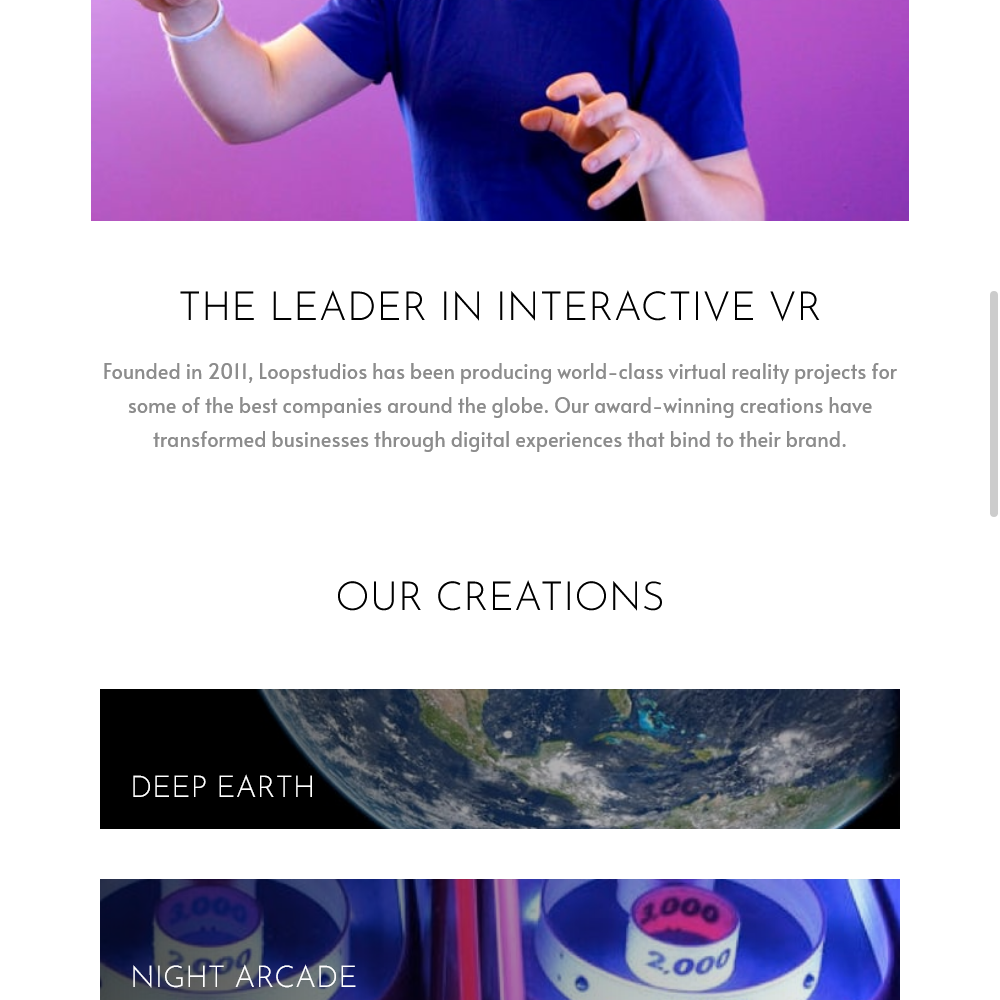 THE LEADER IN INTERACTIVE VR
Founded in 2011, Loopstudios has been producing world-class virtual reality projects for
some of the best companies around the globe. Our award-winning creations have
transformed businesses through digital experiences that bind to their brand.
OUR CREATIONS
DEEP EARTH
3,000
3,000
2,000
2,000
NIGHT ARCADE